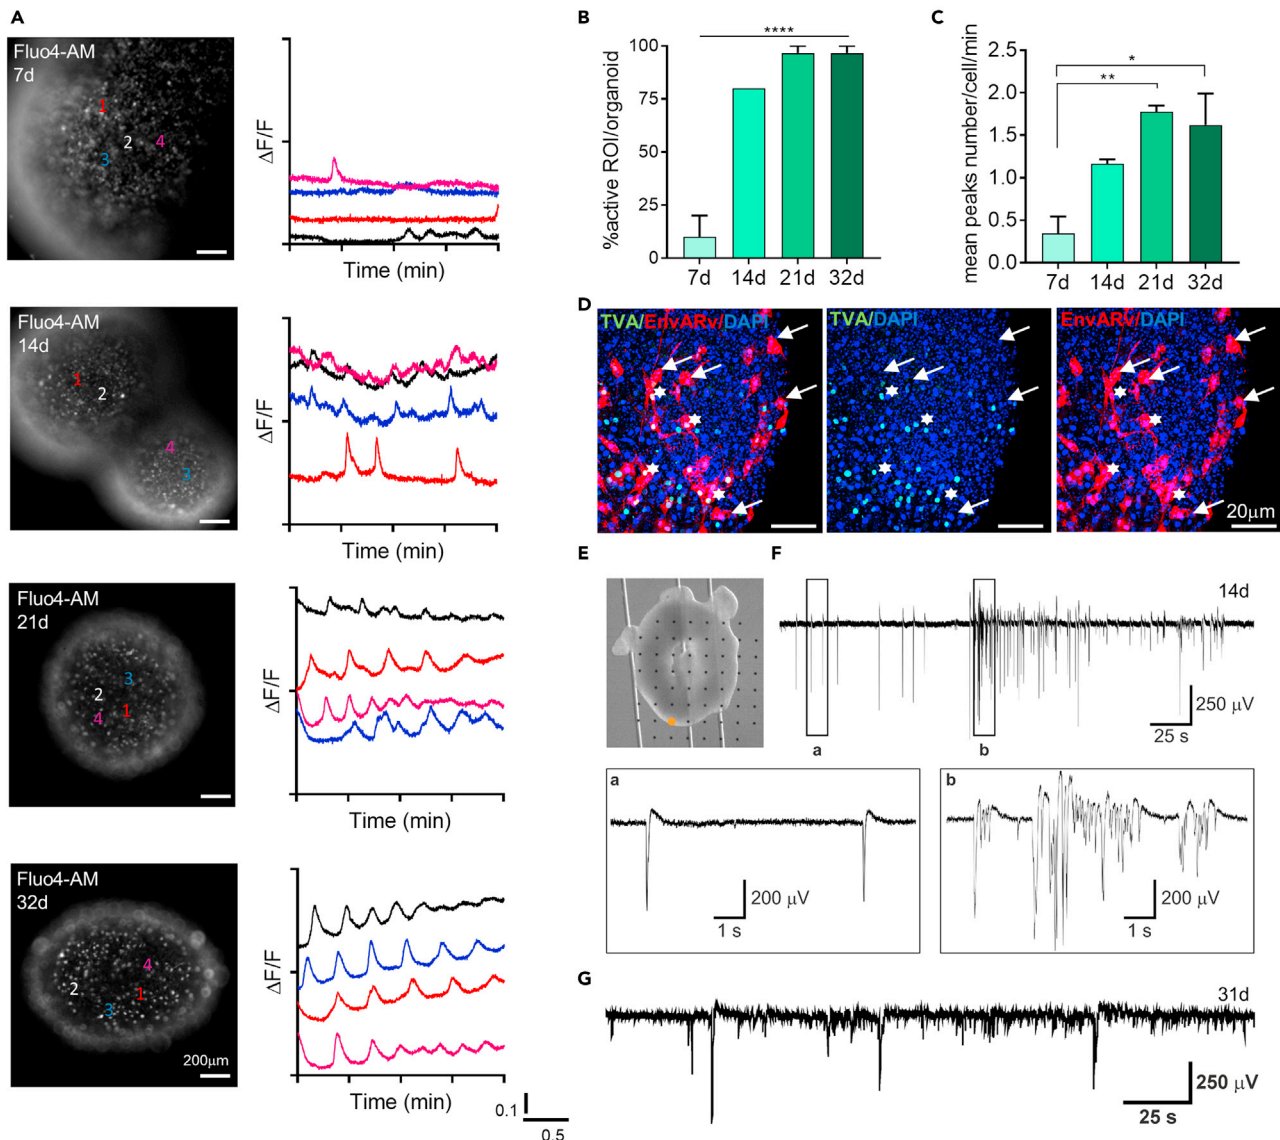 A
Fluo4-AM
7d
1
2
3
4
ΔF/F
Time (min)
Fluo4-AM
14d
1
2
4
3
ΔF/F
Time (min)
Fluo4-AM
21d
3
2
4
1
ΔF/F
Time (min)
Fluo4-AM
32d
4
2
1
3
200μm
ΔF/F
Time (min)
0.1
0.5
B
****
%active ROI/organoid
100
75
50
25
0
7d 14d 21d 32d
C
*
**
mean peaks number/cell/min
2.5
2.0
1.5
1.0
0.5
0.0
7d 14d 21d 32d
D
TVA/EnvARv/DAPI
TVA/DAPI
EnvARv/DAPI
20μm
E
F
14d
250 μV
25 s
a
b
a
200 μV
1 s
b
200 μV
1 s
G
31d
250 μV
25 s